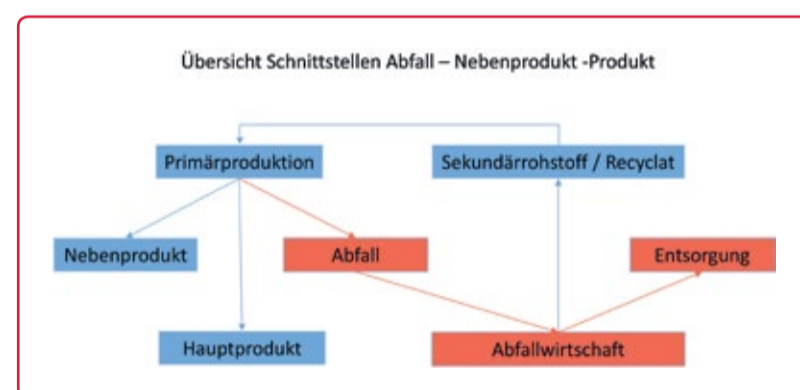 Übersicht Schnittstellen Abfall – Nebenprodukt -Produkt
Primärproduktion
Sekundärrohstoff / Recyclat
Nebenprodukt
Abfall
Entsorgung
Hauptprodukt
Abfallwirtschaft